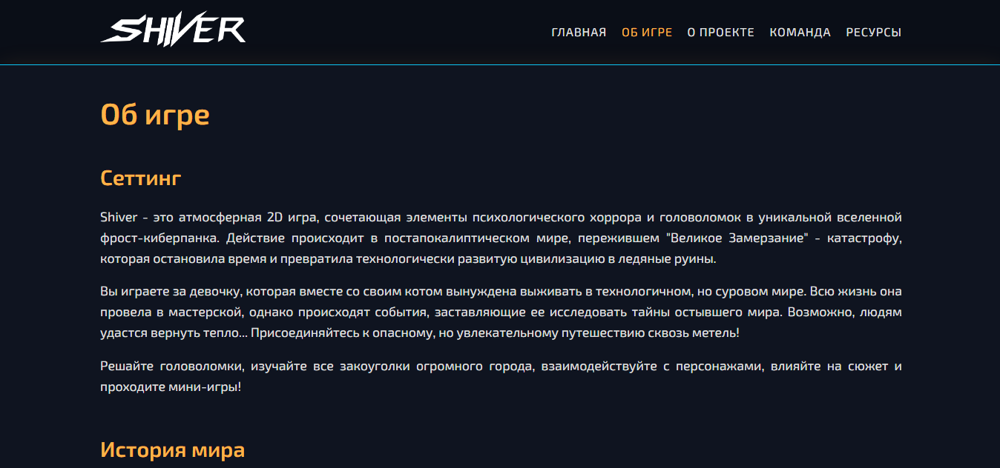 SHIVER
ГЛАВНАЯ ОБ ИГРЕ О ПРОЕКТЕ КОМАНДА РЕСУРСЫ
Об игре
Сеттинг
Shiver - это атмосферная 2D игра, сочетающая элементы психологического хоррора и головоломок в уникальной вселенной
фрост-киберпанка. Действие происходит в постапокалиптическом мире, пережившем "Великое Замерзание" - катастрофу,
которая остановила время и превратила технологически развитую цивилизацию в ледяные руины.
Вы играете за девочку, которая вместе со своим котом вынуждена выживать в технологичном, но суровом мире. Всю жизнь она
провела в мастерской, однако происходят события, заставляющие ее исследовать тайны остывшего мира. Возможно, людям
удастся вернуть тепло... Присоединяйтесь к опасному, но увлекательному путешествию сквозь метель!
Решайте головоломки, изучайте все закоуголки огромного города, взаимодействуйте с персонажами, влияйте на сюжет и
проходите мини-игры!
История мира